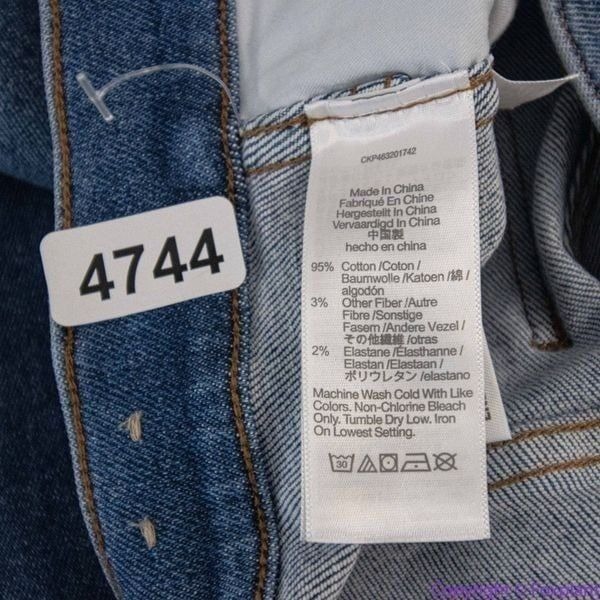 4744
CKP463201742
Made In China
Fabriqué En Chine
Hergestellt In China
Vervaardigd In China
中国製
hecho en china
95% Cotton /Coton /
Baumwolle /Katoen /綿 /
algodón
3% Other Fiber /Autre
Fibre /Sonstige
Fasern /Andere Vezel /
その他繊維 /otras
2% Elastane /Élasthanne /
Elastan /Elastaan /
ポリウレタン /elastano
Machine Wash Cold With Like
Colors. Non-Chlorine Bleach
Only. Tumble Dry Low. Iron
On Lowest Setting.
30